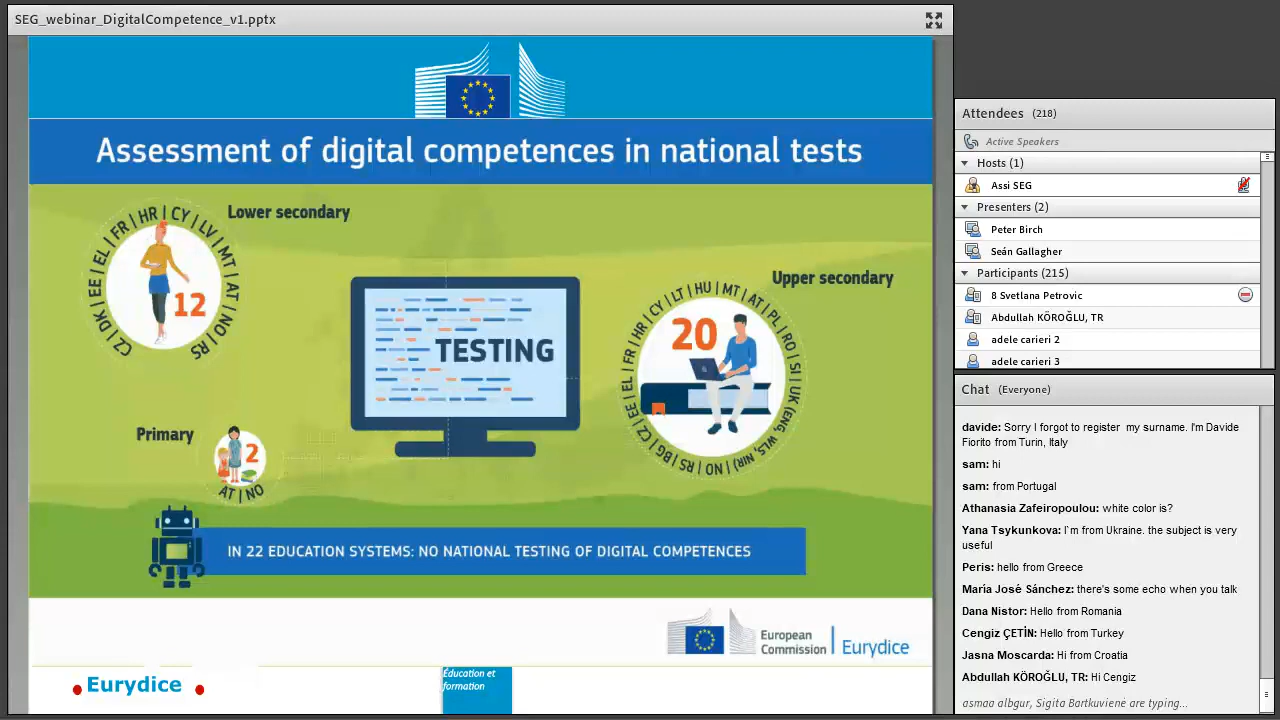 SEG_webinar_DigitalCompetence_v1.pptx
Assessment of digital competences in national tests
Lower secondary
CZ | DK | EE | EL | FR | HR | CY | LV | MT | AT | NO | RS
12
Upper secondary
BG | CZ | EE | EL | FR | HR | CY | LT | HU | MT | AT | PL | RO | SI | UK (ENG, WLS, NIR) | NO | RS
20
TESTING
Primary
2
AT | NO
IN 22 EDUCATION SYSTEMS: NO NATIONAL TESTING OF DIGITAL COMPETENCES
European
Commission
Eurydice
Eurydice
Éducation et
formation
Attendees (218)
Active Speakers
Hosts (1)
Assi SEG
Presenters (2)
Peter Birch
Seán Gallagher
Participants (215)
8 Svetlana Petrovic
Abdullah KÖROĞLU, TR
adele carieri 2
adele carieri 3
Chat (Everyone)
davide: Sorry I forgot to register my surname. I'm Davide
Fiorito from Turin, Italy
sam: hi
sam: from Portugal
Athanasia Zafeiropoulou: white color is?
Yana Tsykunkova: I`m from Ukraine. the subject is very
useful
Peris: hello from Greece
María José Sánchez: there's some echo when you talk
Dana Nistor: Hello from Romania
Cengiz ÇETİN: Hello from Turkey
Jasna Moscarda: Hi from Croatia
Abdullah KÖROĞLU, TR: Hi Cengiz
asmaa albgur, Sigita Bartkuvienė are typing...